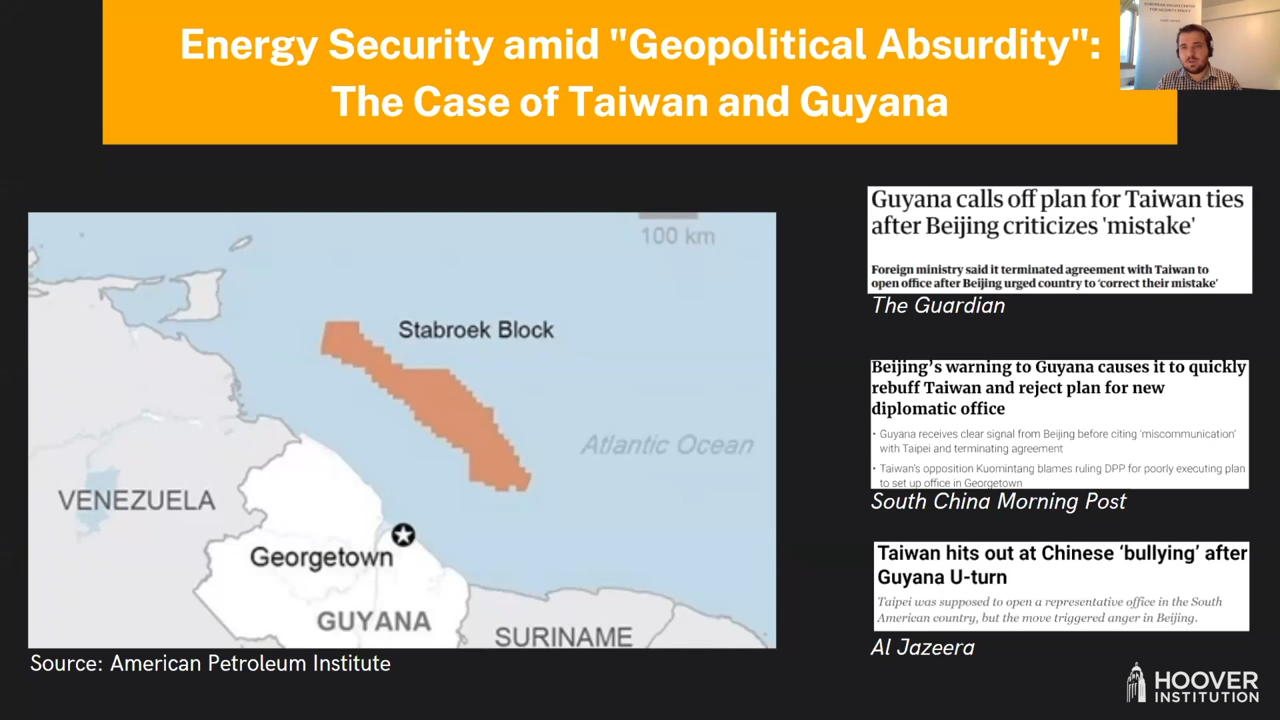 Energy Security amid "Geopolitical Absurdity":
The Case of Taiwan and Guyana
100 km
Stabroek Block
Atlantic Ocean
VENEZUELA
Georgetown
GUYANA
SURINAME
Source: American Petroleum Institute
Guyana calls off plan for Taiwan ties
after Beijing criticizes 'mistake'
Foreign ministry said it terminated agreement with Taiwan to
open office after Beijing urged country to ‘correct their mistake’
The Guardian
Beijing’s warning to Guyana causes it to quickly
rebuff Taiwan and reject plan for new
diplomatic office
• Guyana receives clear signal from Beijing before citing ‘miscommunication’
with Taipei and terminating agreement
• Taiwan’s opposition Kuomintang blames ruling DPP for poorly executing plan
to set up office in Georgetown
South China Morning Post
Taiwan hits out at Chinese ‘bullying’ after
Guyana U-turn
Taipei was supposed to open a representative office in the South
American country, but the move triggered anger in Beijing.
Al Jazeera
HOOVER
INSTITUTION